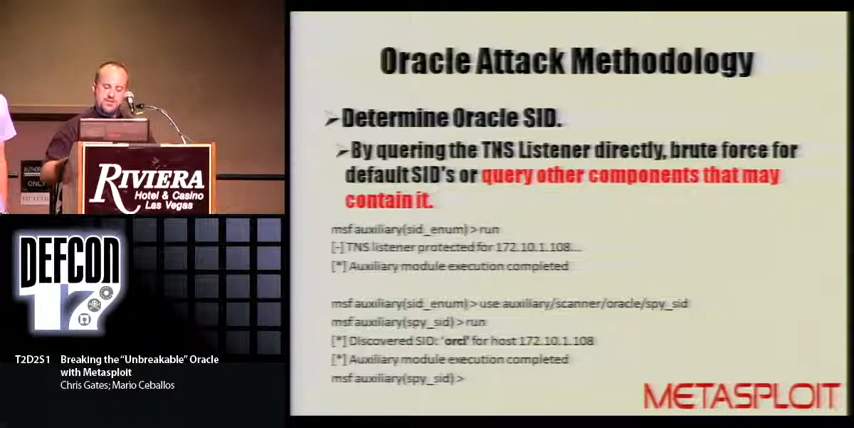 Oracle Attack Methodology
Determine Oracle SID.
By quering the TNS Listener directly, brute force for
default SID's or query other components that may
contain it.
msf auxiliary(sid_enum) > run
[-] TNS listener protected for 172.10.1.108...
[*] Auxiliary module execution completed
msf auxiliary(sid_enum) > use auxiliary/scanner/oracle/spy_sid
msf auxiliary(spy_sid) > run
[*] Discovered SID: 'orcl' for host 172.10.1.108
[*] Auxiliary module execution completed
msf auxiliary(spy_sid) >
METASPLOIT
ONLY
RIVIERA
Hotel & Casino
Las Vegas
DEFCON
17
T2D2S1 Breaking the "Unbreakable" Oracle
with Metasploit
Chris Gates; Mario Ceballos